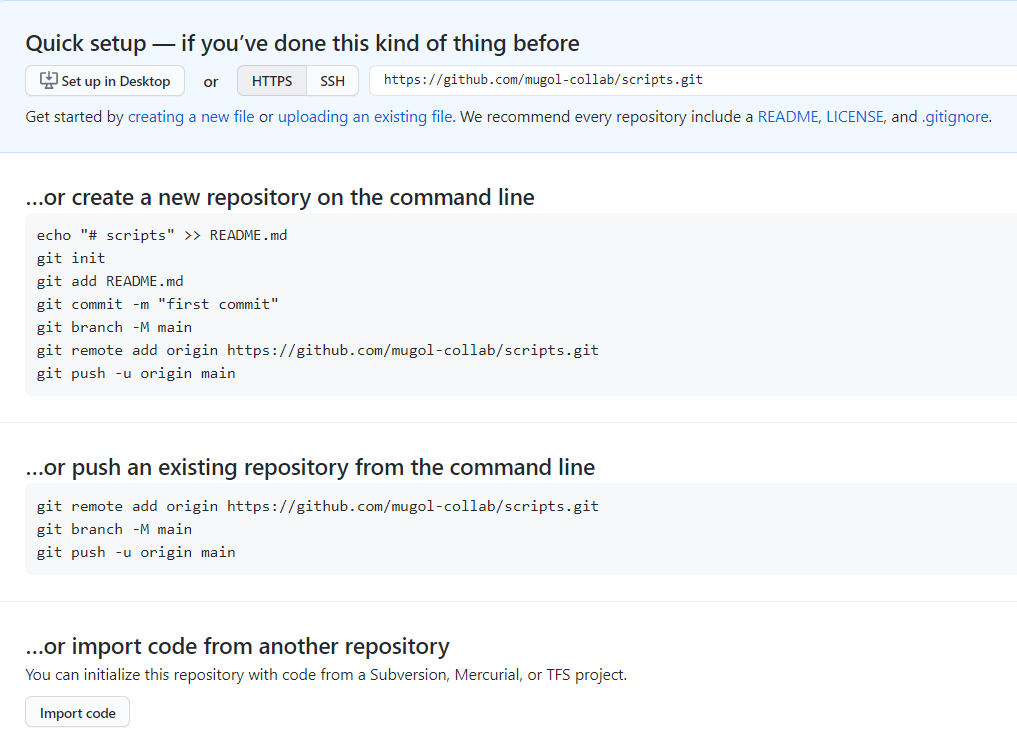 Quick setup — if you've done this kind of thing before
Set up in Desktop or HTTPS SSH https://github.com/mugol-collab/scripts.git
Get started by creating a new file or uploading an existing file. We recommend every repository include a README, LICENSE, and .gitignore.
…or create a new repository on the command line
echo "# scripts" >> README.md
git init
git add README.md
git commit -m "first commit"
git branch -M main
git remote add origin https://github.com/mugol-collab/scripts.git
git push -u origin main
…or push an existing repository from the command line
git remote add origin https://github.com/mugol-collab/scripts.git
git branch -M main
git push -u origin main
…or import code from another repository
You can initialize this repository with code from a Subversion, Mercurial, or TFS project.
Import code